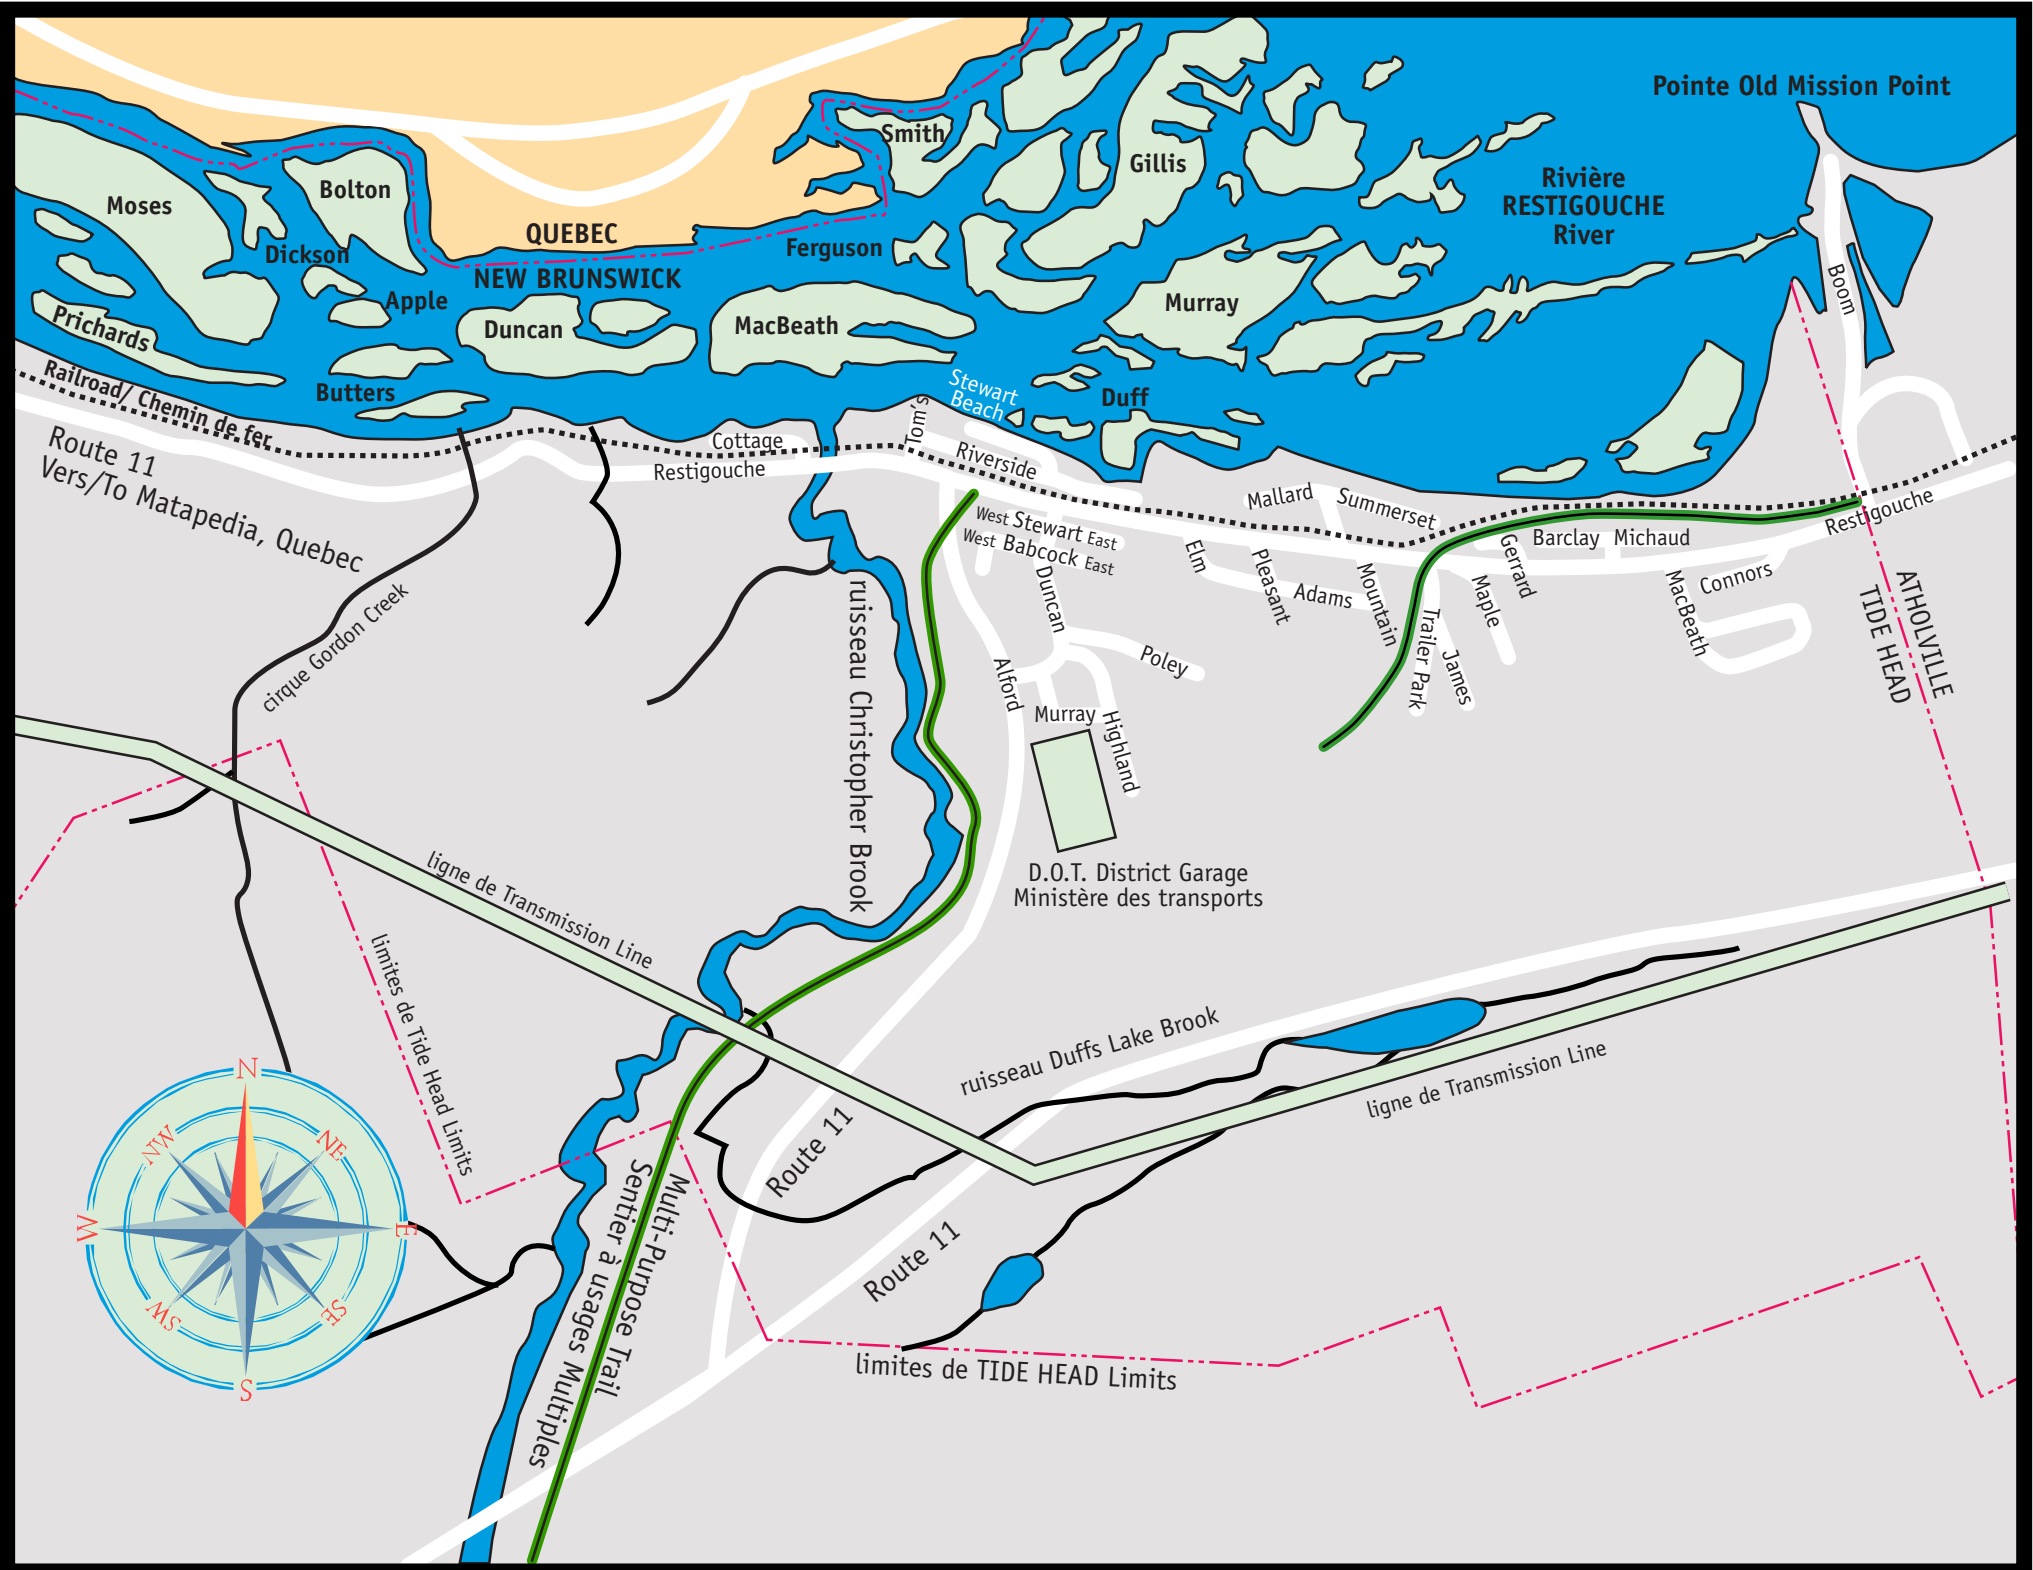 Pointe Old Mission Point
Smith
Gillis
Moses
Bolton
Rivière
RESTIGOUCHE
River
QUEBEC
Ferguson
Dickson
NEW BRUNSWICK
Apple
Boom
Murray
Prichards
Duncan
MacBeath
Butters
Stewart
Beach
Duff
Railroad/ Chemin de fer
Route 11
Vers/To Matapedia, Quebec
Cottage
Restigouche
Tom's
Riverside
Mallard
Summerset
West Stewart East
West Babcock East
Restigouche
Barclay
Michaud
Elm
Pleasant
Mountain
Gerrard
Maple
Adams
Duncan
MacBeath
Connors
ATHOLVILLE
TIDE HEAD
cirque Gordon Creek
ruisseau Christopher Brook
Trailer Park
James
Poley
Alford
Murray
Highland
D.O.T. District Garage
Ministère des transports
ligne de Transmission Line
limites de Tide Head Limits
ruisseau Duffs Lake Brook
ligne de Transmission Line
Route 11
Route 11
Multi-Purpose Trail
Sentier à usages Multiples
limites de TIDE HEAD Limits
N
NW
NE
W
E
SW
SE
S